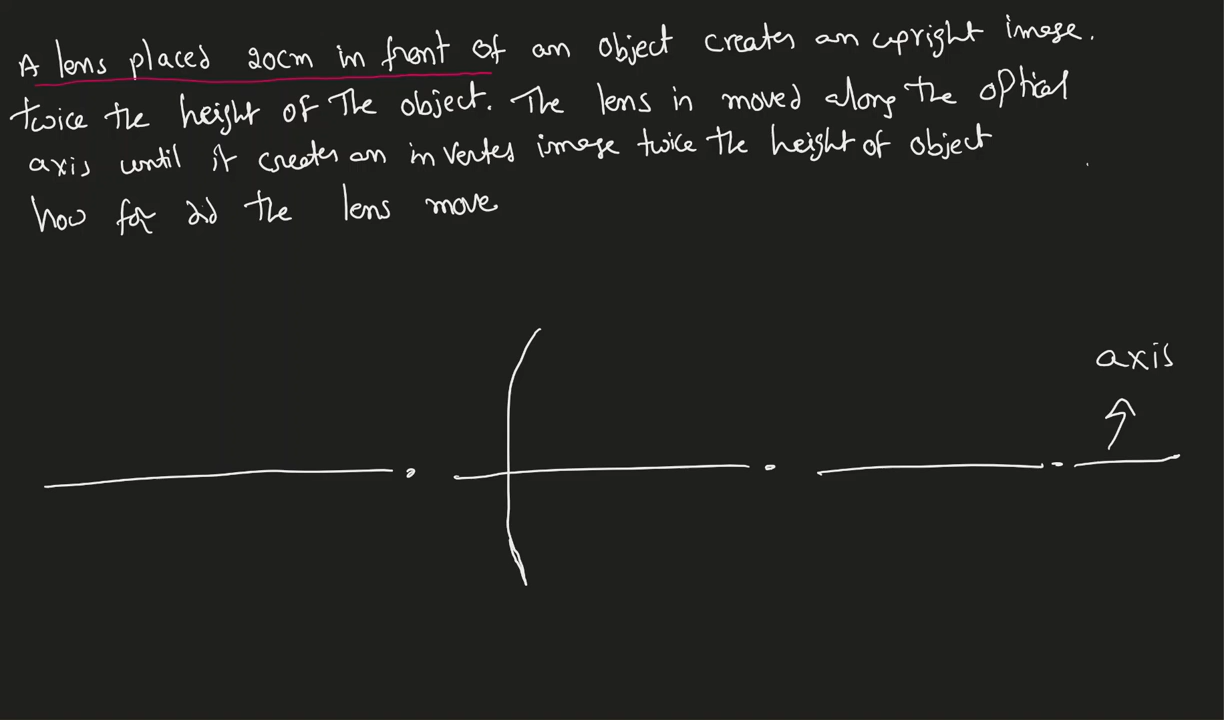 A lens placed 20cm in front of an object creates an upright image.
twice the height of The object. The lens in moved along the optical
axis until it creates an invertes image twice the height of object
how far did the lens move
axis